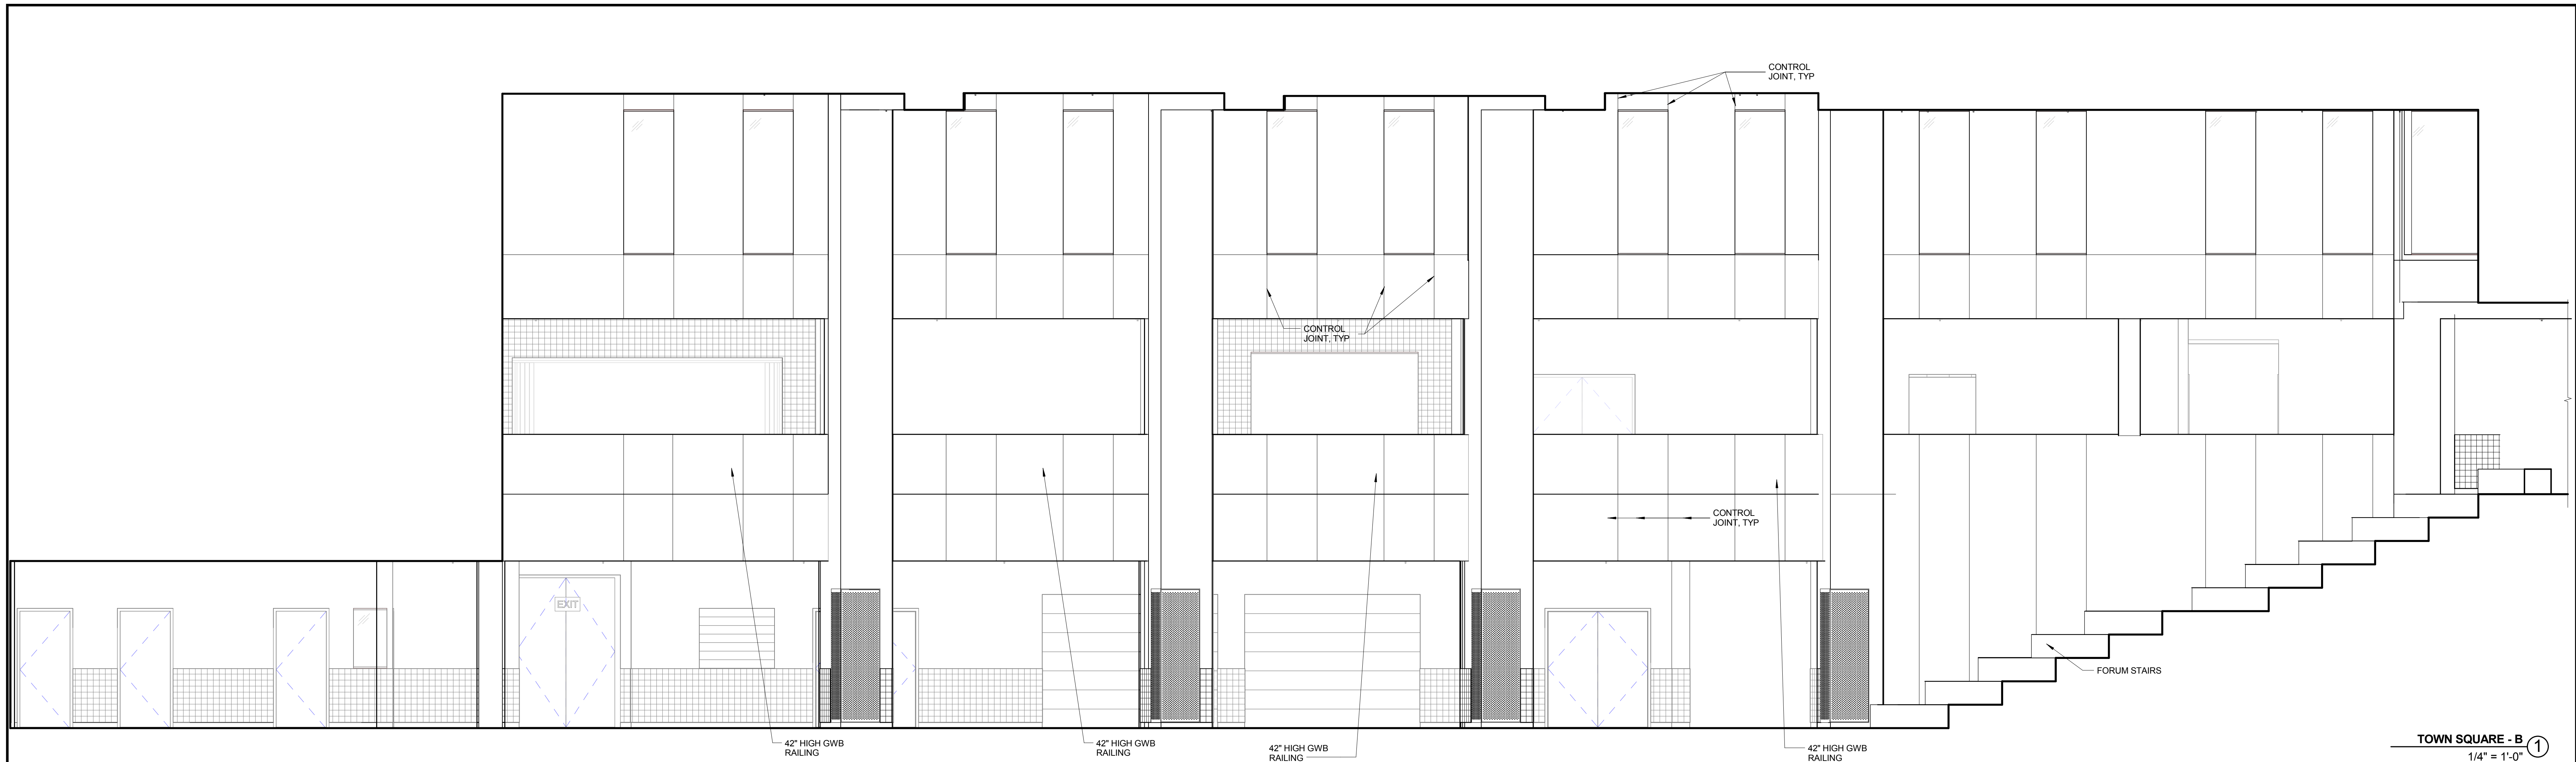 CONTROL
JOINT, TYP
CONTROL
JOINT, TYP
CONTROL
JOINT, TYP
EXIT
FORUM STAIRS
42" HIGH GWB
RAILING
42" HIGH GWB
RAILING
42" HIGH GWB
RAILING
42" HIGH GWB
RAILING
TOWN SQUARE - B
1
1/4" = 1'-0"